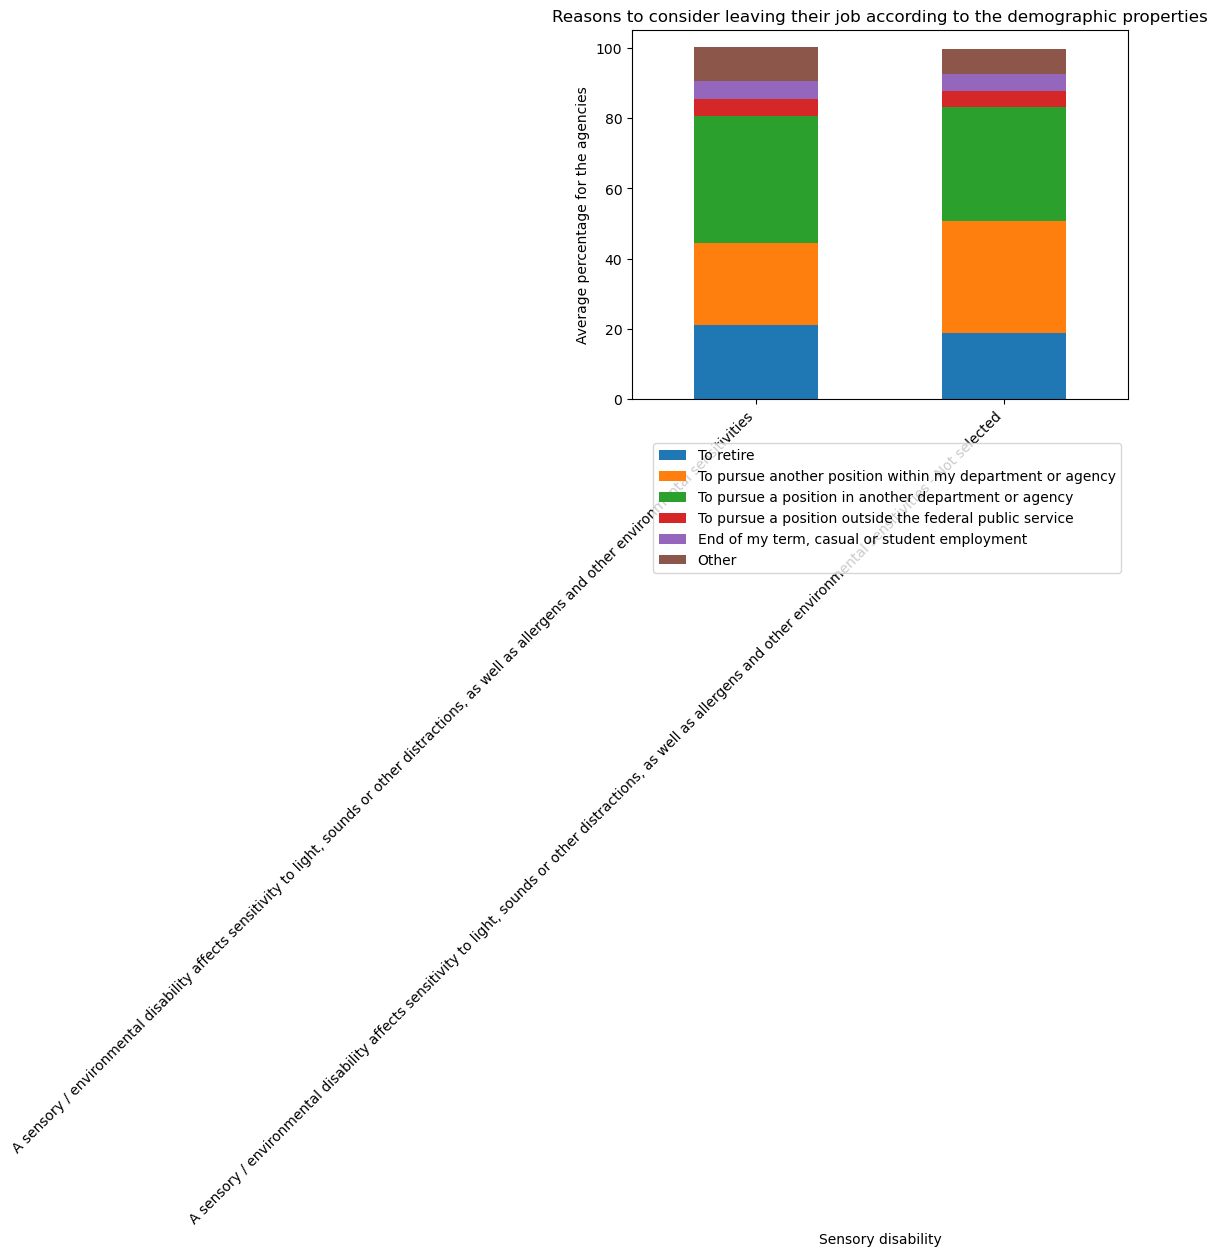 Reasons to consider leaving their job according to the demographic properties
Average percentage for the agencies
100
80
60
40
20
0
A sensory / environmental disability affects sensitivity to light, sounds or other distractions, as well as allergens and other environmental sensitivities
A sensory / environmental disability affects sensitivity to light, sounds or other distractions, as well as allergens and other environmental sensitivities - Not selected
To retire
To pursue another position within my department or agency
To pursue a position in another department or agency
To pursue a position outside the federal public service
End of my term, casual or student employment
Other
Sensory disability